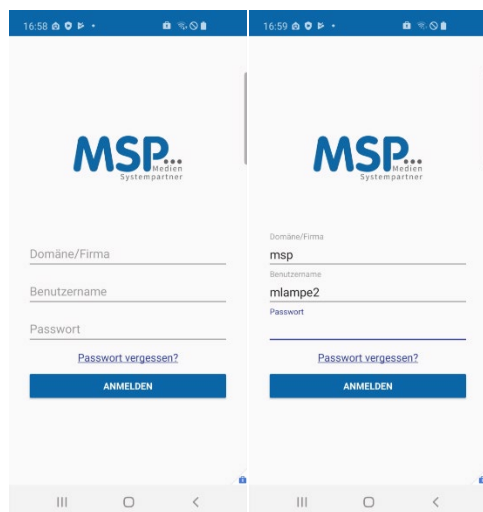 16:58
MSP...
Medien
Systempartner
Domäne/Firma
Benutzername
Passwort
Passwort vergessen?
ANMELDEN
16:59
MSP...
Medien
Systempartner
Domäne/Firma
msp
Benutzername
mlampe2
Passwort
Passwort vergessen?
ANMELDEN